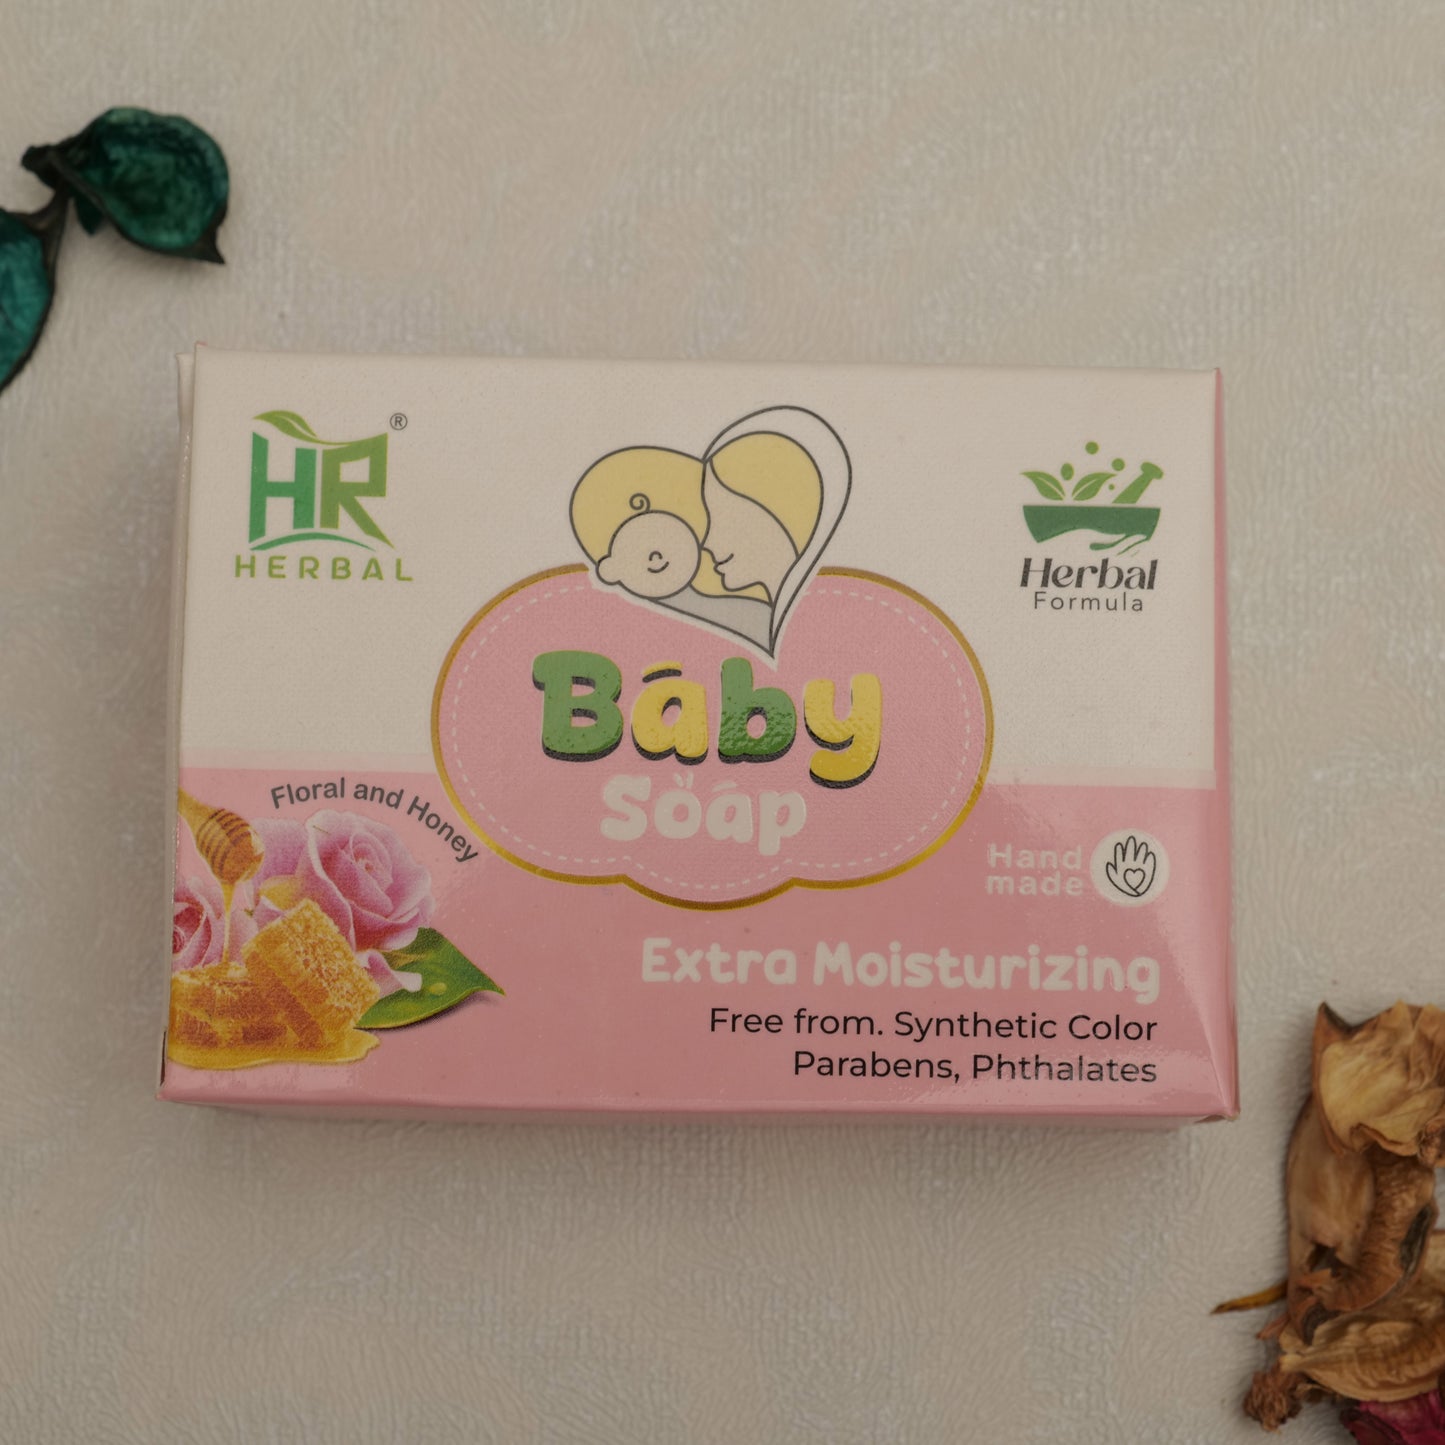 HR®
HERBAL
Herbal
Formula
Baby
Soap
Floral and Honey
Hand
made
Extra Moisturizing
Free from. Synthetic Color
Parabens, Phthalates